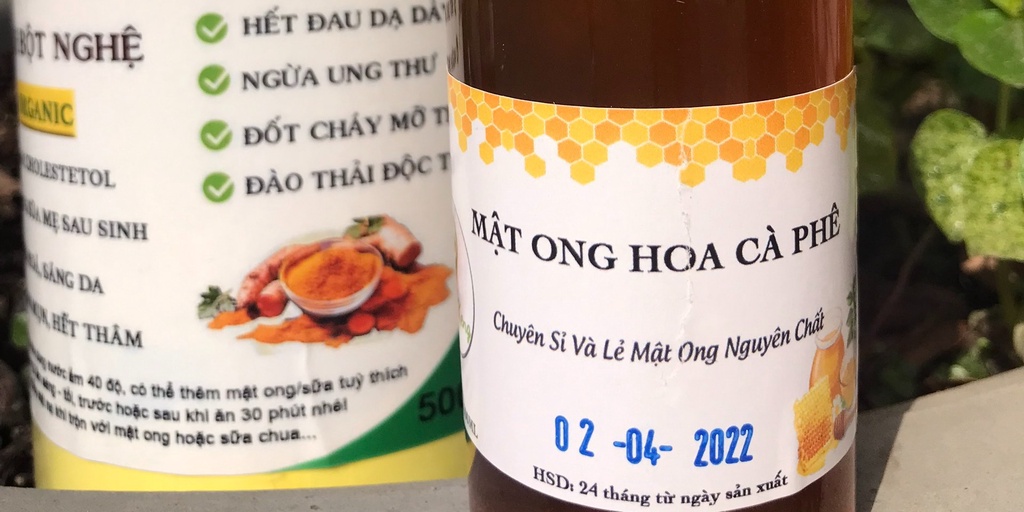 BỘT NGHỆ
ORGANIC
CHOLESTETOL
MẸ SAU SINH
SÁNG DA
HẾT THÂM
HẾT ĐAU DẠ DÀY
NGỪA UNG THƯ
ĐỐT CHÁY MỠ
ĐÀO THẢI ĐỘC
ấm 40 độ, có thể thêm mật ong/sữa tuỳ thích
trước hoặc sau khi ăn 30 phút nhé!
khi trộn với mật ong hoặc sữa chua...
500
MẬT ONG HOA CÀ PHÊ
Chuyên Sỉ Và Lẻ Mật Ong Nguyên Chất
02 -04- 2022
HSD: 24 tháng từ ngày sản xuất